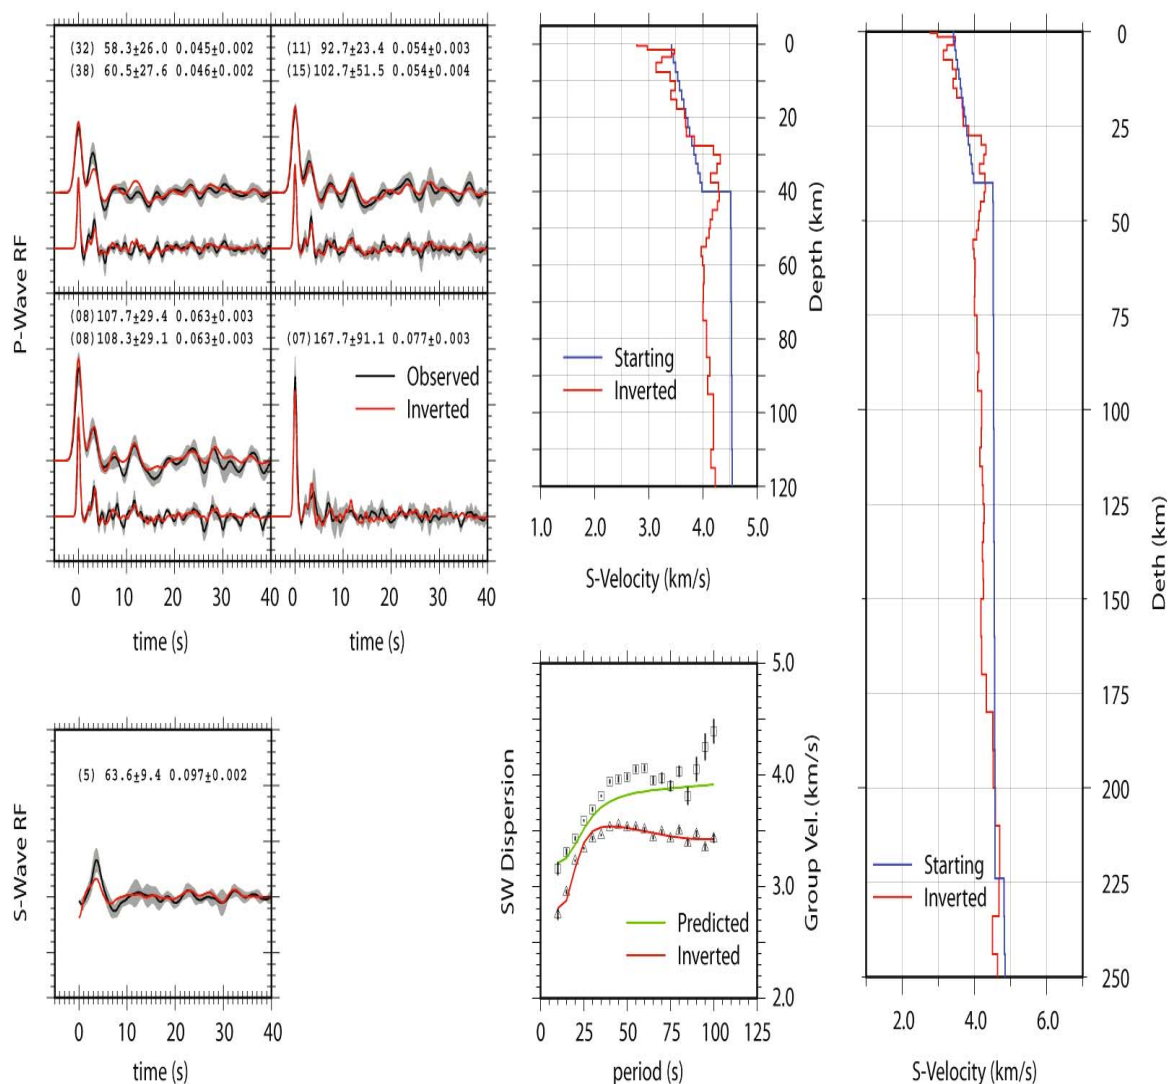 P-Wave RF
(32) 58.3±26.0 0.045±0.002
(38) 60.5±27.6 0.046±0.002
(11) 92.7±23.4 0.054±0.003
(15)102.7±51.5 0.054±0.004
(08)107.7±29.4 0.063±0.003
(08)108.3±29.1 0.063±0.003
(07)167.7±91.1 0.077±0.003
Observed
Inverted
0 10 20 30 40
time (s)
0 10 20 30 40
time (s)
0
20
40
60
80
100
120
Depth (km)
Starting
Inverted
1.0 2.0 3.0 4.0 5.0
S-Velocity (km/s)
S-Wave RF
(5) 63.6±9.4 0.097±0.002
0 10 20 30 40
time (s)
SW Dispersion
5.0
4.0
3.0
2.0
Group Vel. (km/s)
Predicted
Inverted
0 25 50 75 100 125
period (s)
0
25
50
75
100
125
150
175
200
225
250
Deth (km)
Starting
Inverted
2.0 4.0 6.0
S-Velocity (km/s)